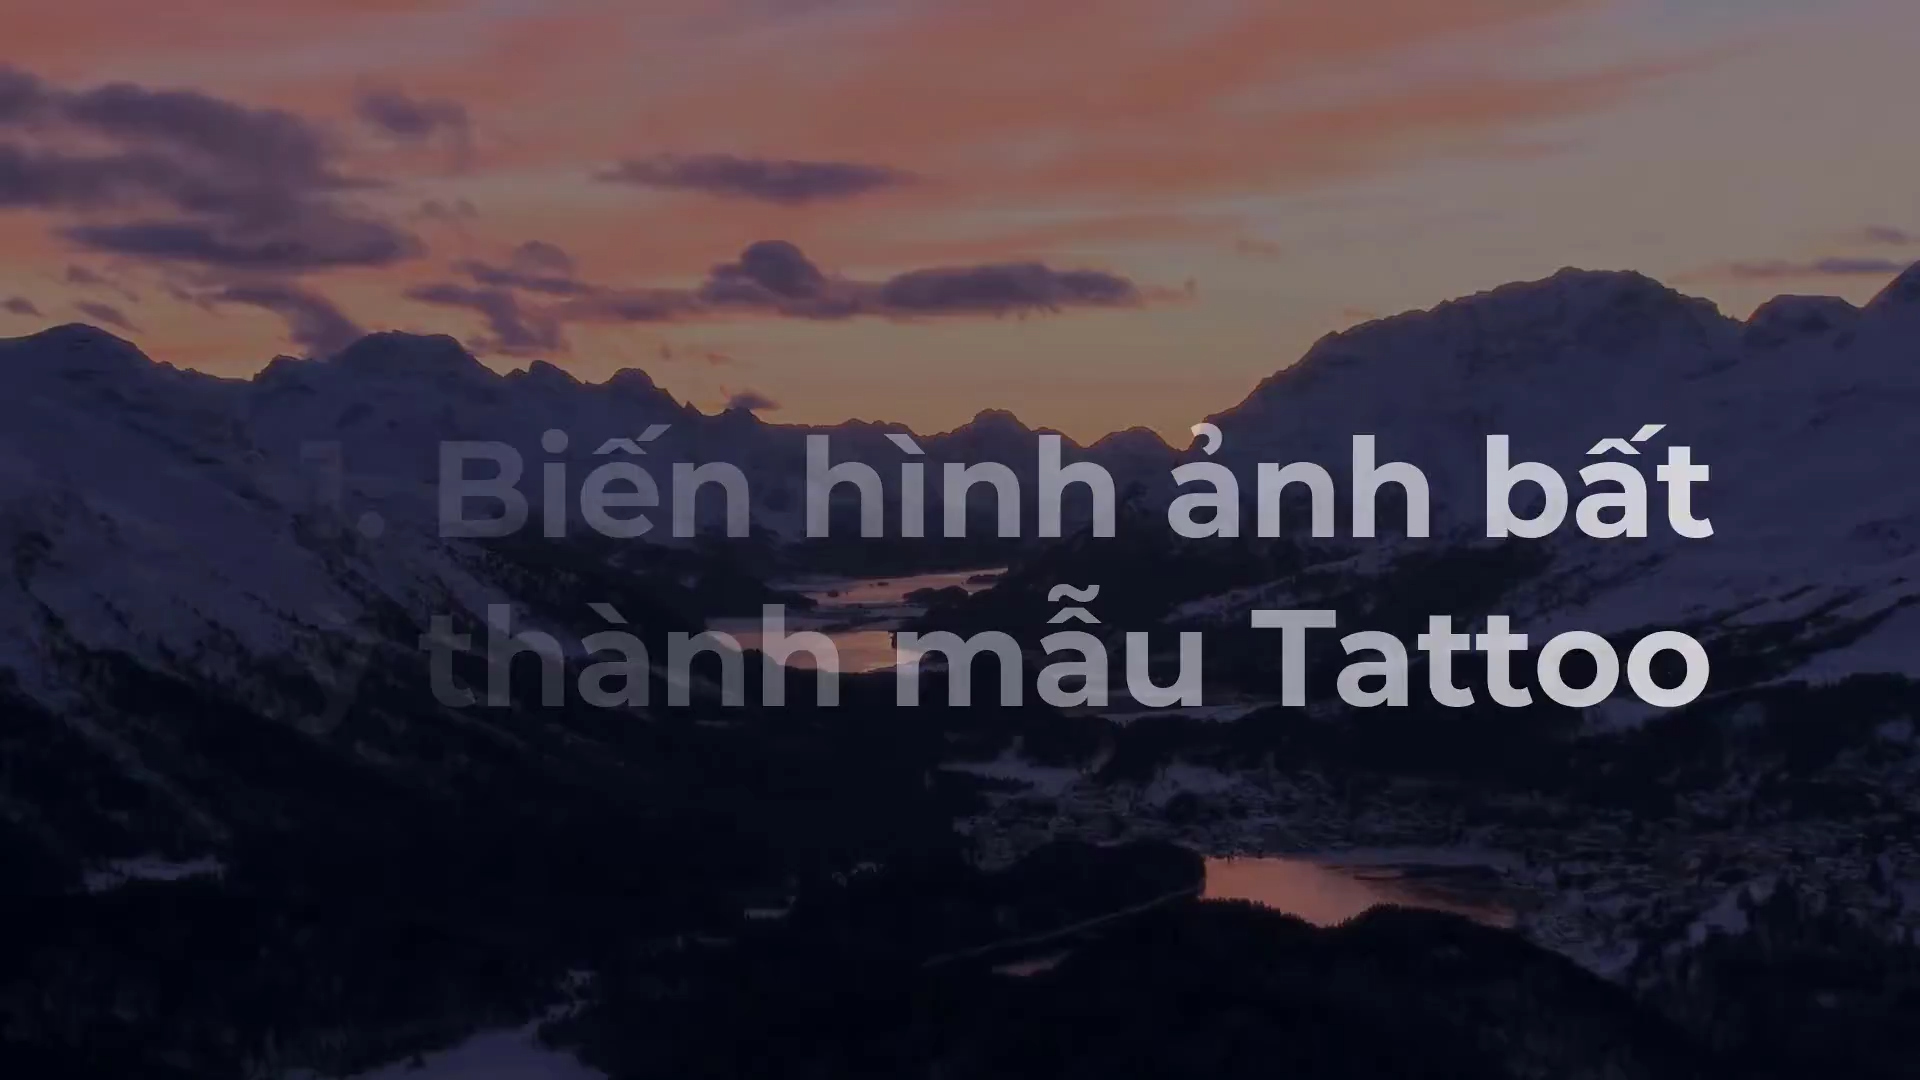 1. Biến hình ảnh bất
thành mẫu Tattoo